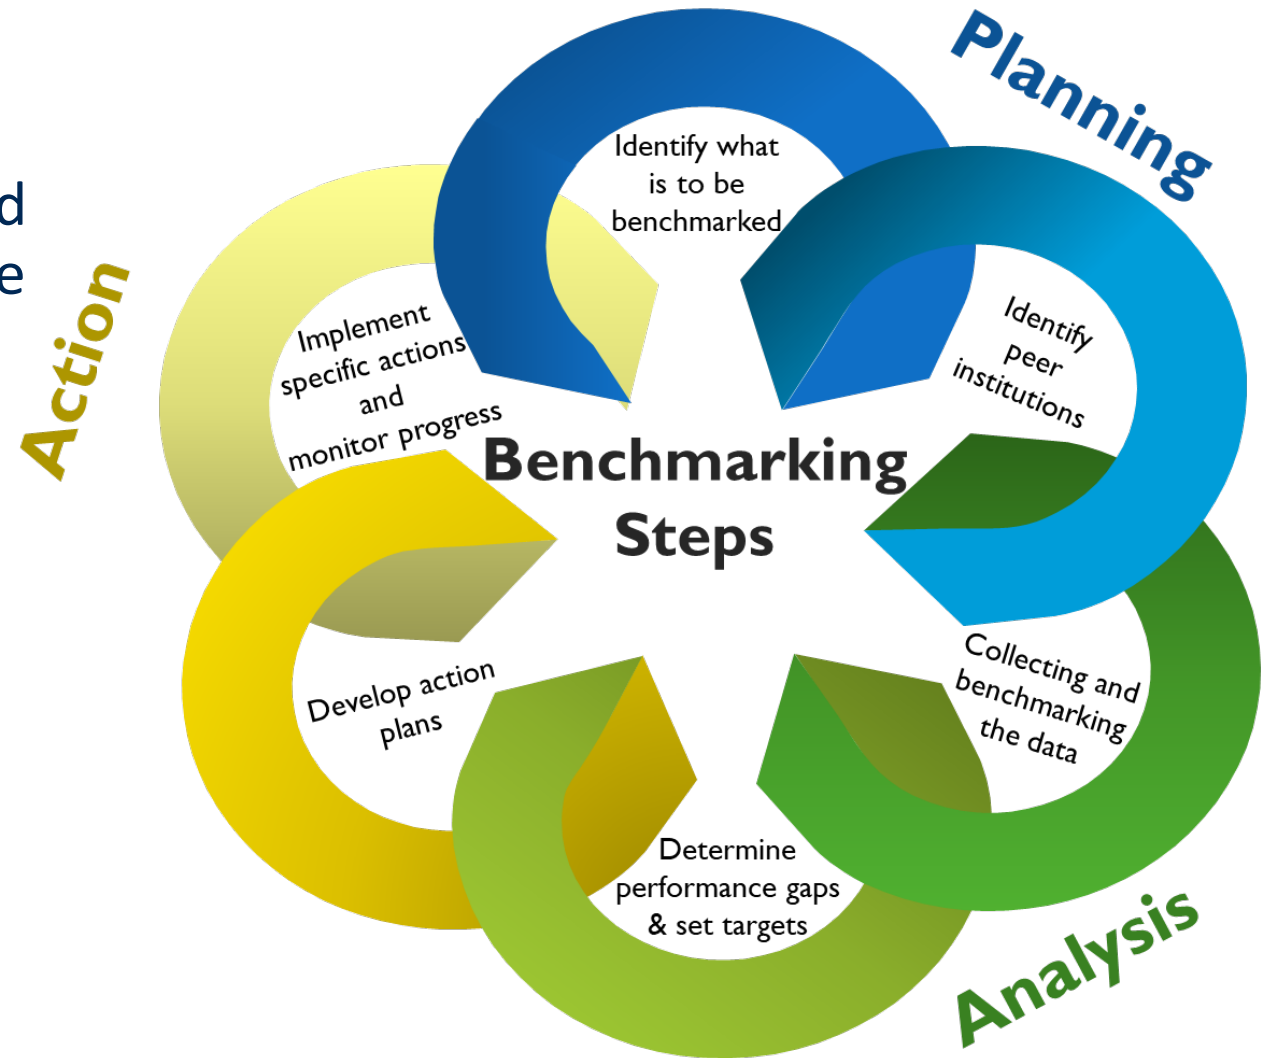 Planning
Identify what
is to be
benchmarked
Identify
peer
institutions
d
e
Action
Implement
specific actions
and
monitor progress
Benchmarking
Steps
Collecting and
benchmarking
the data
Develop action
plans
Determine
performance gaps
& set targets
Analysis